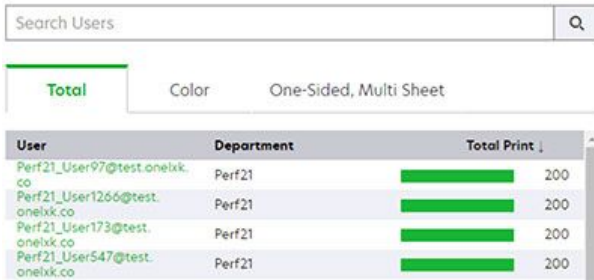 Search Users
Total Color One-Sided, Multi Sheet
User Department Total Print ↓
Perf21_User97@test.onelxk.
co Perf21 200
Perf21_User1266@test.
onelxk.co Perf21 200
Perf21_User173@test.
onelxk.co Perf21 200
Perf21_User547@test.
onelxk.co Perf21 200